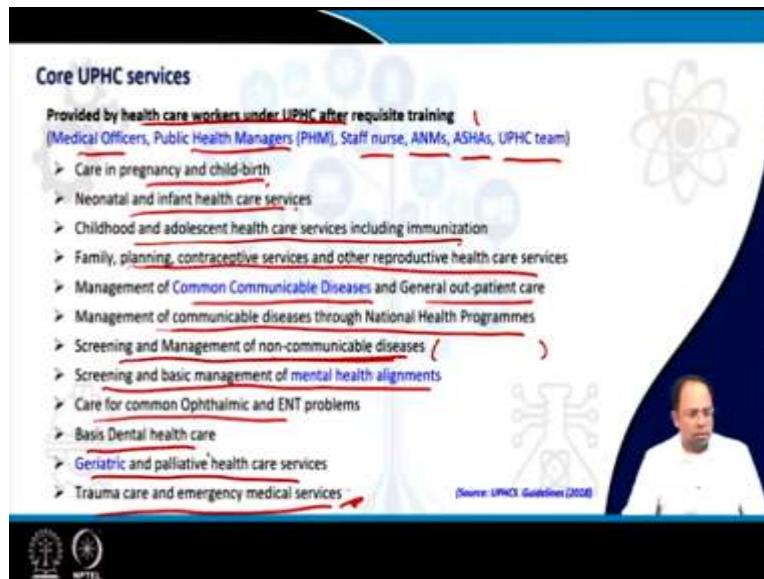 Core UPHC services
Provided by health care workers under UPHC after requisite training
(Medical Officers, Public Health Managers (PHM), Staff nurse, ANMs, ASHAs, UPHC team)
➤ Care in pregnancy and child-birth
➤ Neonatal and infant health care services
➤ Childhood and adolescent health care services including immunization
➤ Family, planning, contraceptive services and other reproductive health care services
➤ Management of Common Communicable Diseases and General out-patient care
➤ Management of communicable diseases through National Health Programmes
➤ Screening and Management of non-communicable diseases ( )
➤ Screening and basic management of mental health alignments
➤ Care for common Ophthalmic and ENT problems
➤ Basis Dental health care
➤ Geriatric and palliative health care services
➤ Trauma care and emergency medical services
(Source: UPHCS Guidelines (2018)
NPTEL